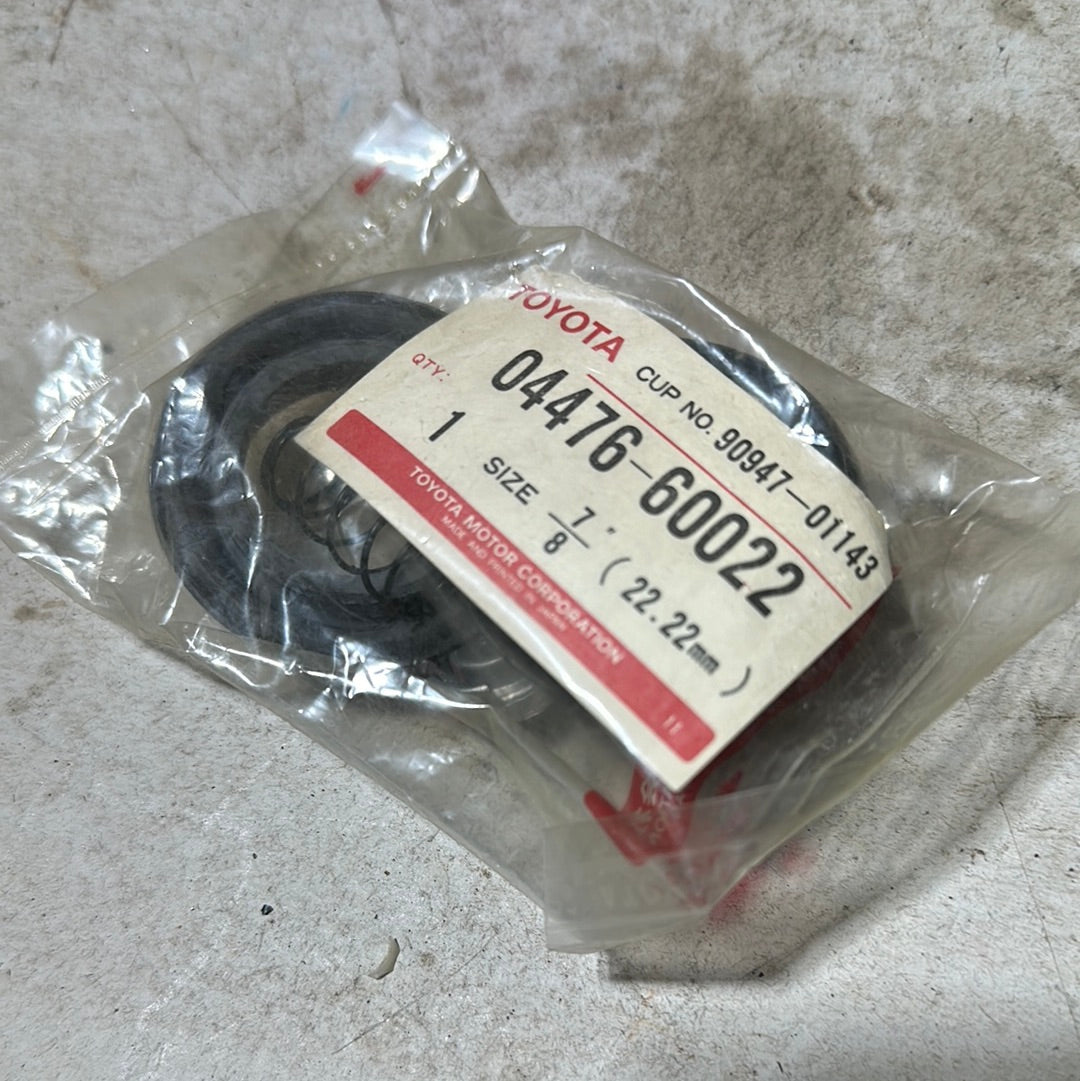 TOYOTA
CUP NO. 90947-01143
04476-60022
QTY:
1
SIZE 7/8" (22.22mm)
TOYOTA MOTOR CORPORATION
MADE AND PRINTED IN JAPAN